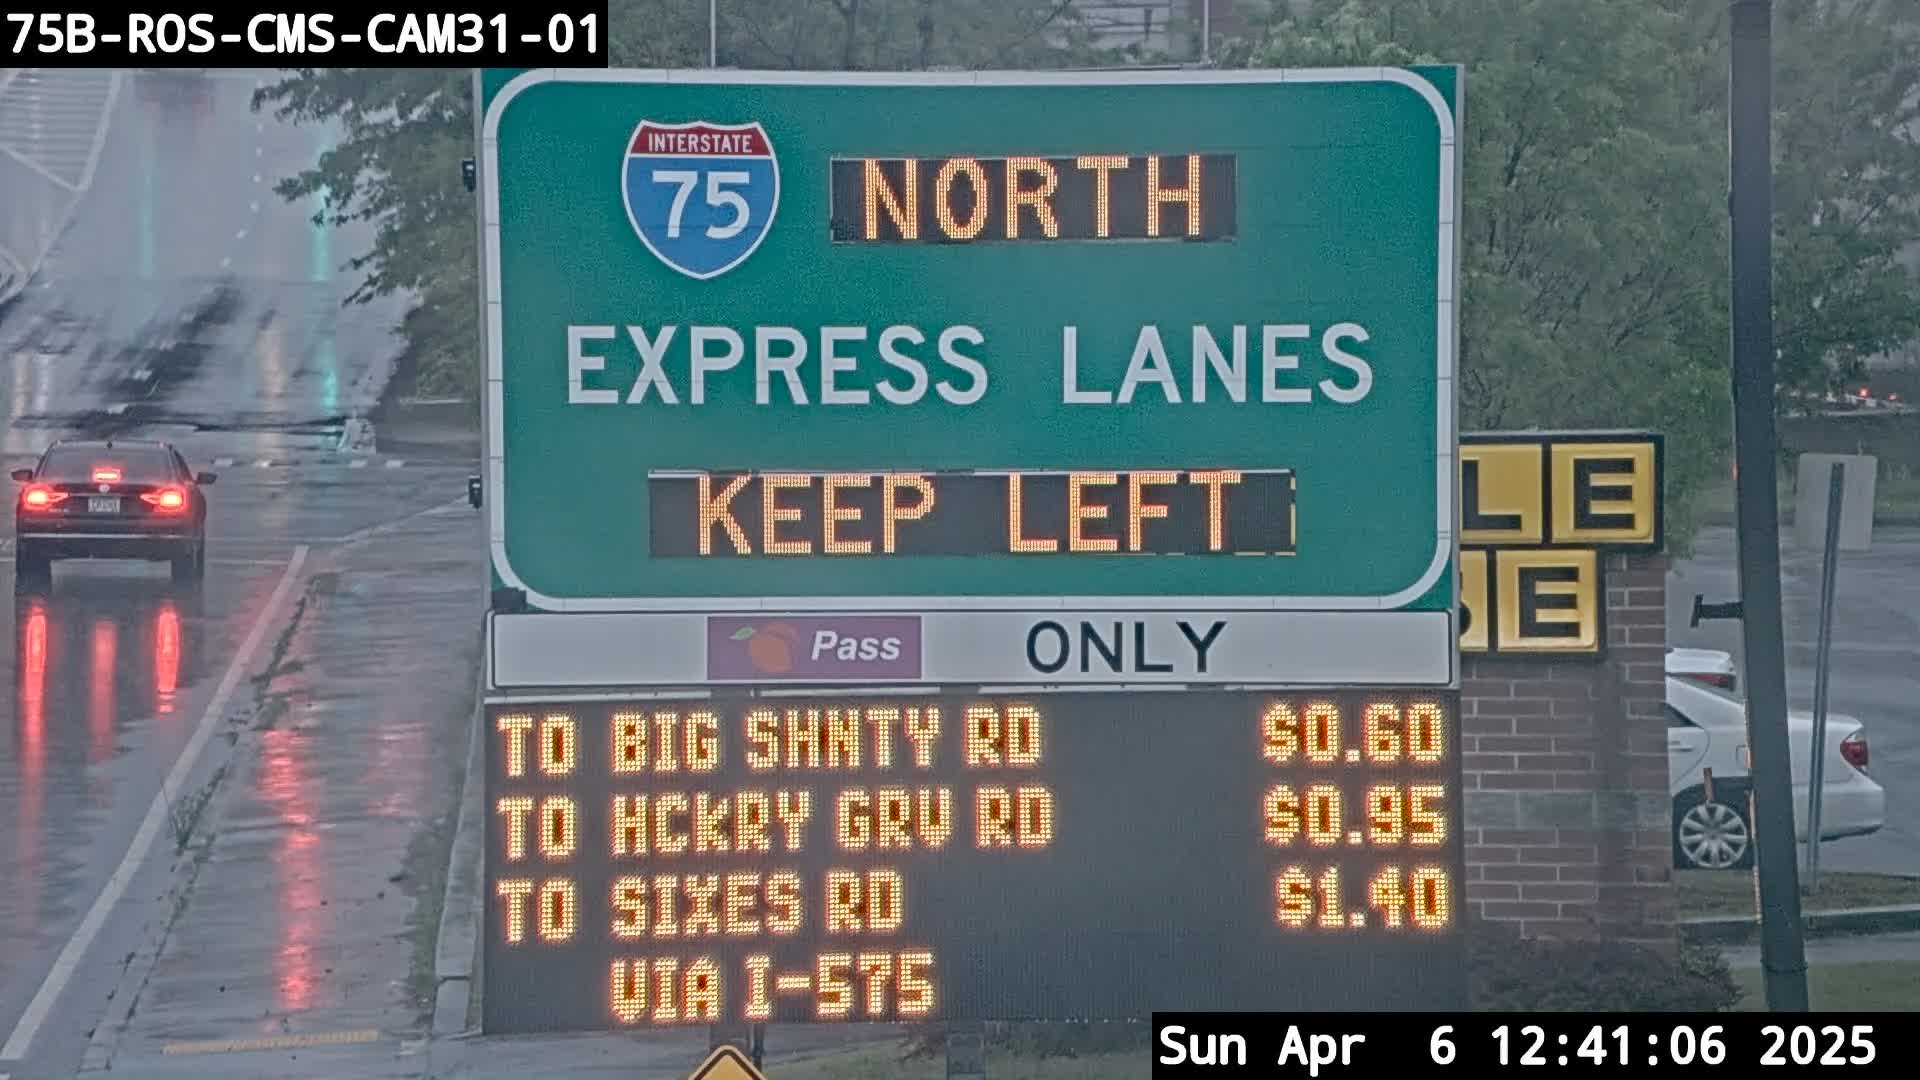 75B-ROS-CMS-CAM31-01
INTERSTATE
75
NORTH
EXPRESS LANES
KEEP LEFT
Pass ONLY
TO BIG SHNTY RD $0.60
TO HCKRY GRV RD $0.95
TO SIXES RD $1.40
VIA I-575
LE
E
Sun Apr 6 12:41:06 2025